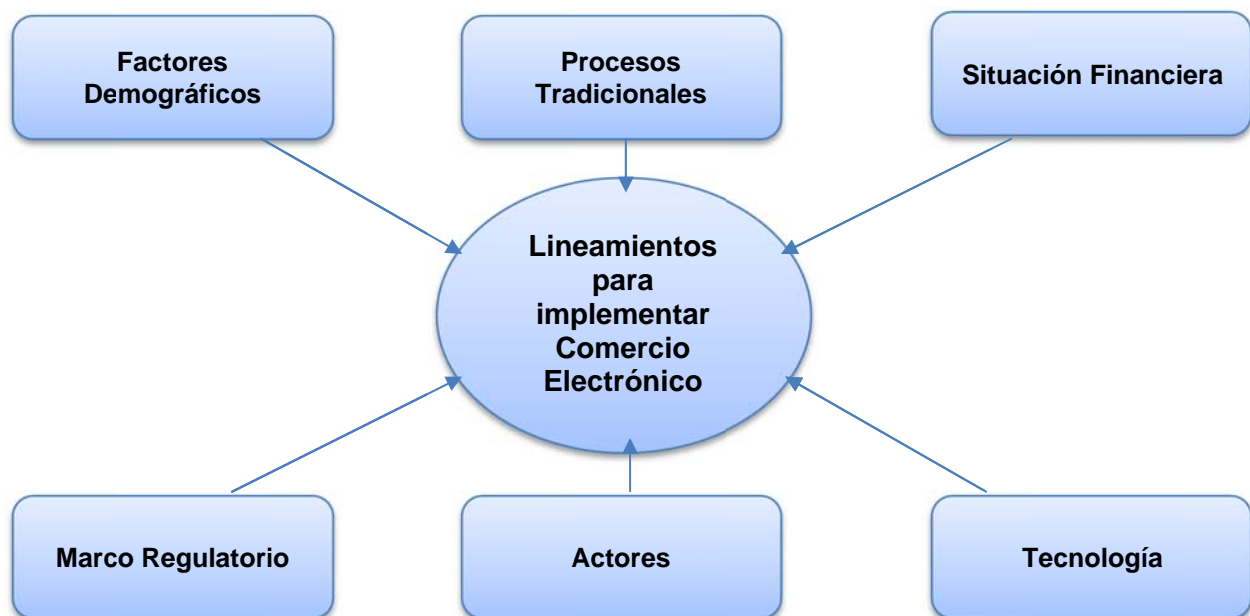 Factores
Demográficos
Procesos
Tradicionales
Situación Financiera
Lineamientos
para
implementar
Comercio
Electrónico
Marco Regulatorio
Actores
Tecnología